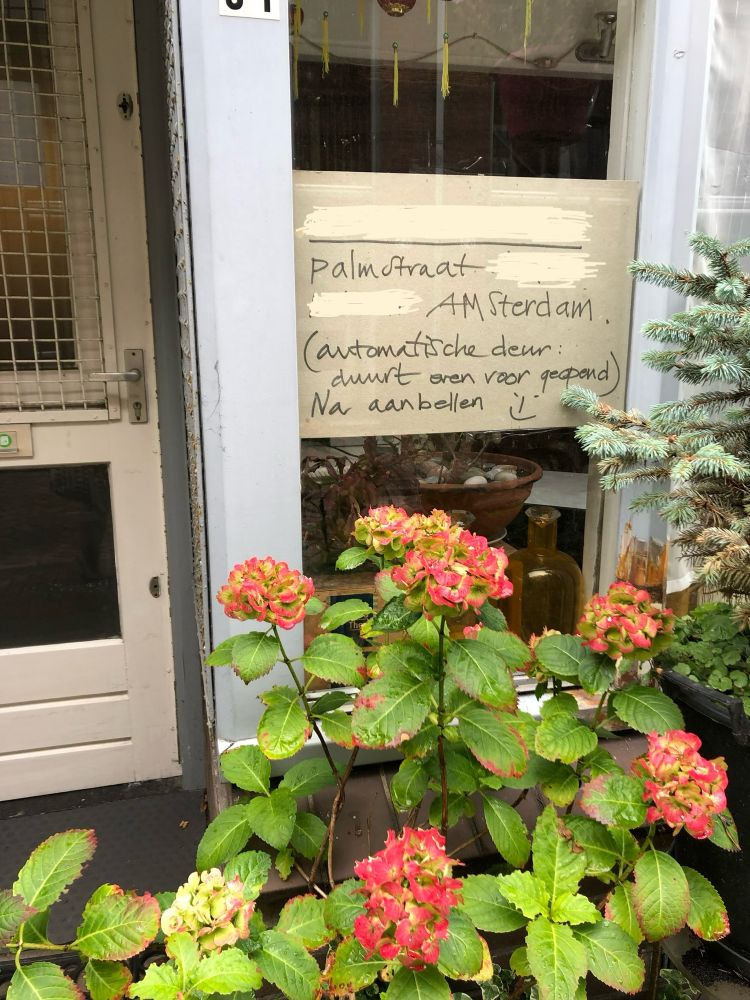 Palmstraat
AMSterdam.
(automatische deur:
duurt even voor geopend)
Na aanbellen